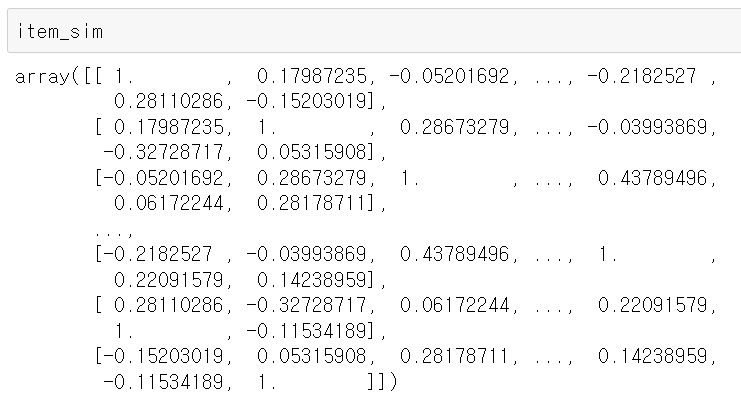 item_sim
array([[ 1.        ,  0.17987235, -0.05201692, ..., -0.2182527 ,
         0.28110286, -0.15203019],
       [ 0.17987235,  1.        ,  0.28673279, ..., -0.03993869,
        -0.32728717,  0.05315908],
       [-0.05201692,  0.28673279,  1.        , ...,  0.43789496,
         0.06172244,  0.28178711],
       ...,
       [-0.2182527 , -0.03993869,  0.43789496, ...,  1.        ,
         0.22091579,  0.14238959],
       [ 0.28110286, -0.32728717,  0.06172244, ...,  0.22091579,
         1.        , -0.11534189],
       [-0.15203019,  0.05315908,  0.28178711, ...,  0.14238959,
        -0.11534189,  1.        ]])